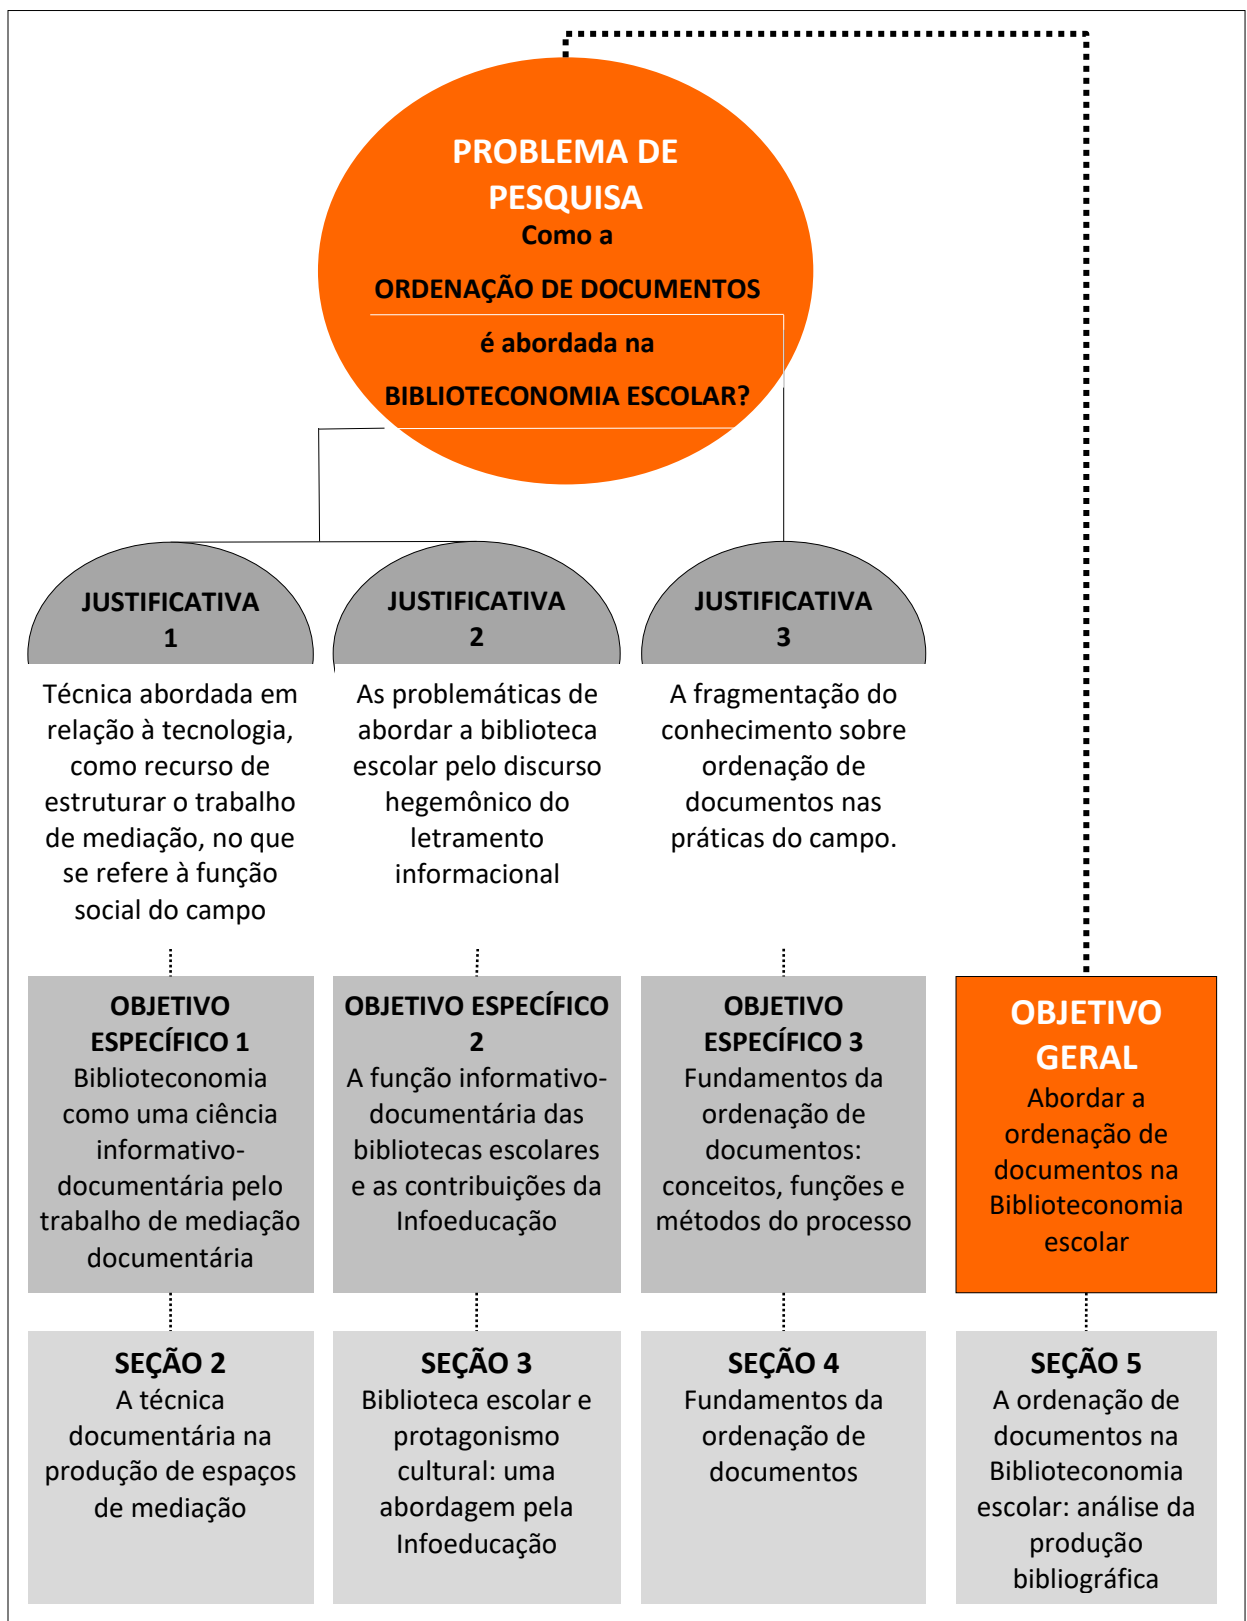 PROBLEMA DE
PESQUISA
Como a
ORDENAÇÃO DE DOCUMENTOS
é abordada na
BIBLIOTECONOMIA ESCOLAR?
JUSTIFICATIVA
1
Técnica abordada em
relação à tecnologia,
como recurso de
estruturar o trabalho
de mediação, no que
se refere à função
social do campo
JUSTIFICATIVA
2
As problemáticas de
abordar a biblioteca
escolar pelo discurso
hegemônico do
letramento
informacional
JUSTIFICATIVA
3
A fragmentação do
conhecimento sobre
ordenação de
documentos nas
práticas do campo.
OBJETIVO
ESPECÍFICO 1
Biblioteconomia
como uma ciência
informativo-
documentária pelo
trabalho de mediação
documentária
OBJETIVO ESPECÍFICO
2
A função informativo-
documentária das
bibliotecas escolares
e as contribuições da
Infoeducação
OBJETIVO
ESPECÍFICO 3
Fundamentos da
ordenação de
documentos:
conceitos, funções e
métodos do processo
OBJETIVO
GERAL
Abordar a
ordenação de
documentos na
Biblioteconomia
escolar
SEÇÃO 2
A técnica
documentária na
produção de espaços
de mediação
SEÇÃO 3
Biblioteca escolar e
protagonismo
cultural: uma
abordagem pela
Infoeducação
SEÇÃO 4
Fundamentos da
ordenação de
documentos
SEÇÃO 5
A ordenação de
documentos na
Biblioteconomia
escolar: análise da
produção
bibliográfica